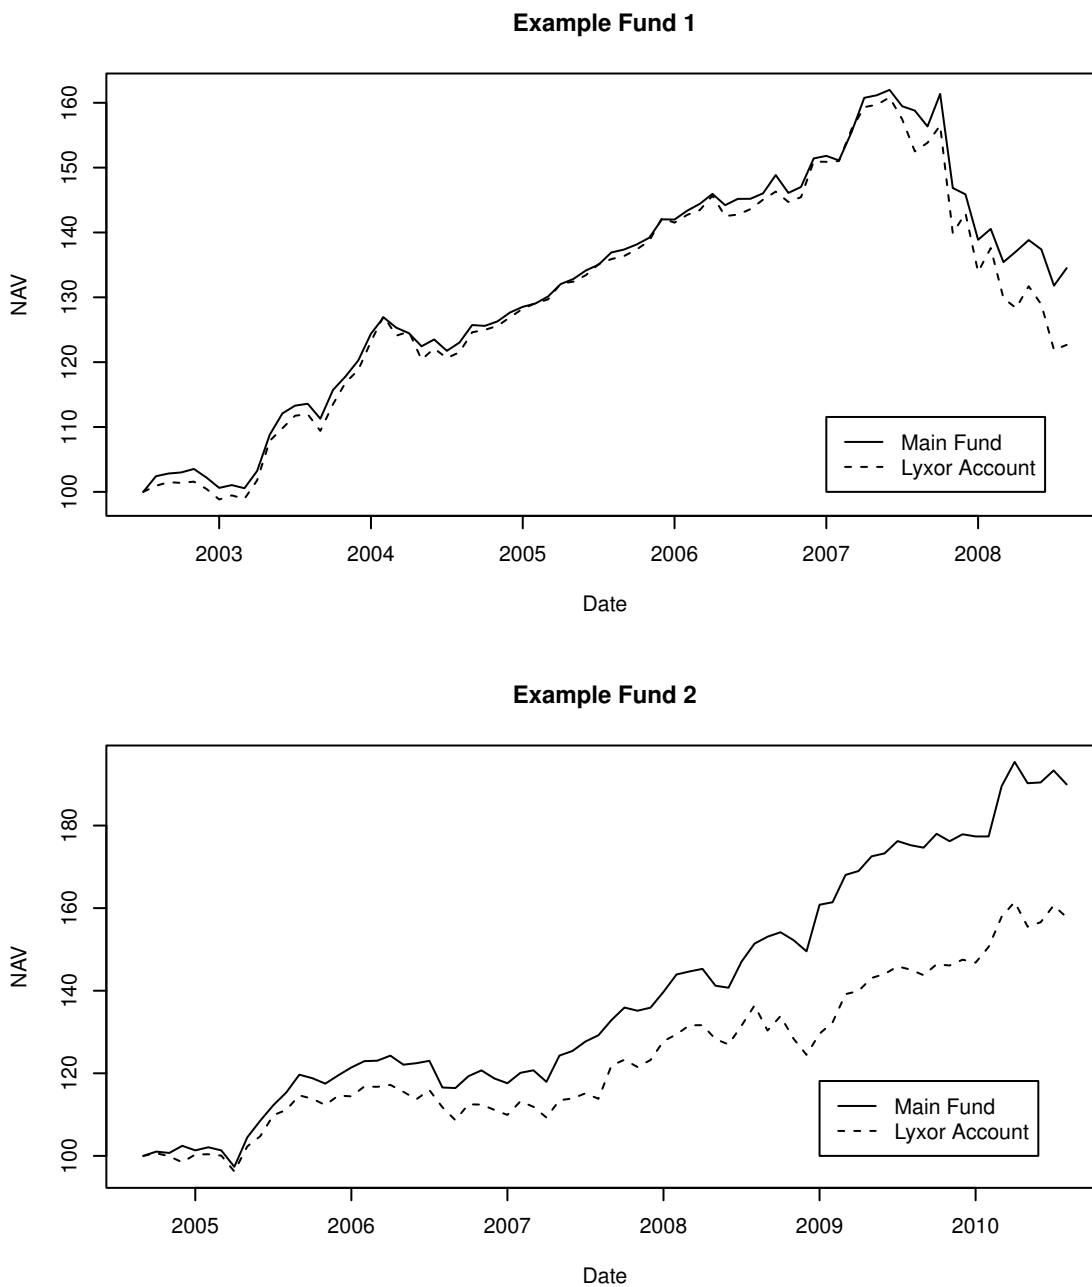 Example Fund 1
NAV
160
150
140
130
120
110
100
Main Fund
Lyxor Account
2003 2004 2005 2006 2007 2008
Date
Example Fund 2
NAV
180
160
140
120
100
Main Fund
Lyxor Account
2005 2006 2007 2008 2009 2010
Date